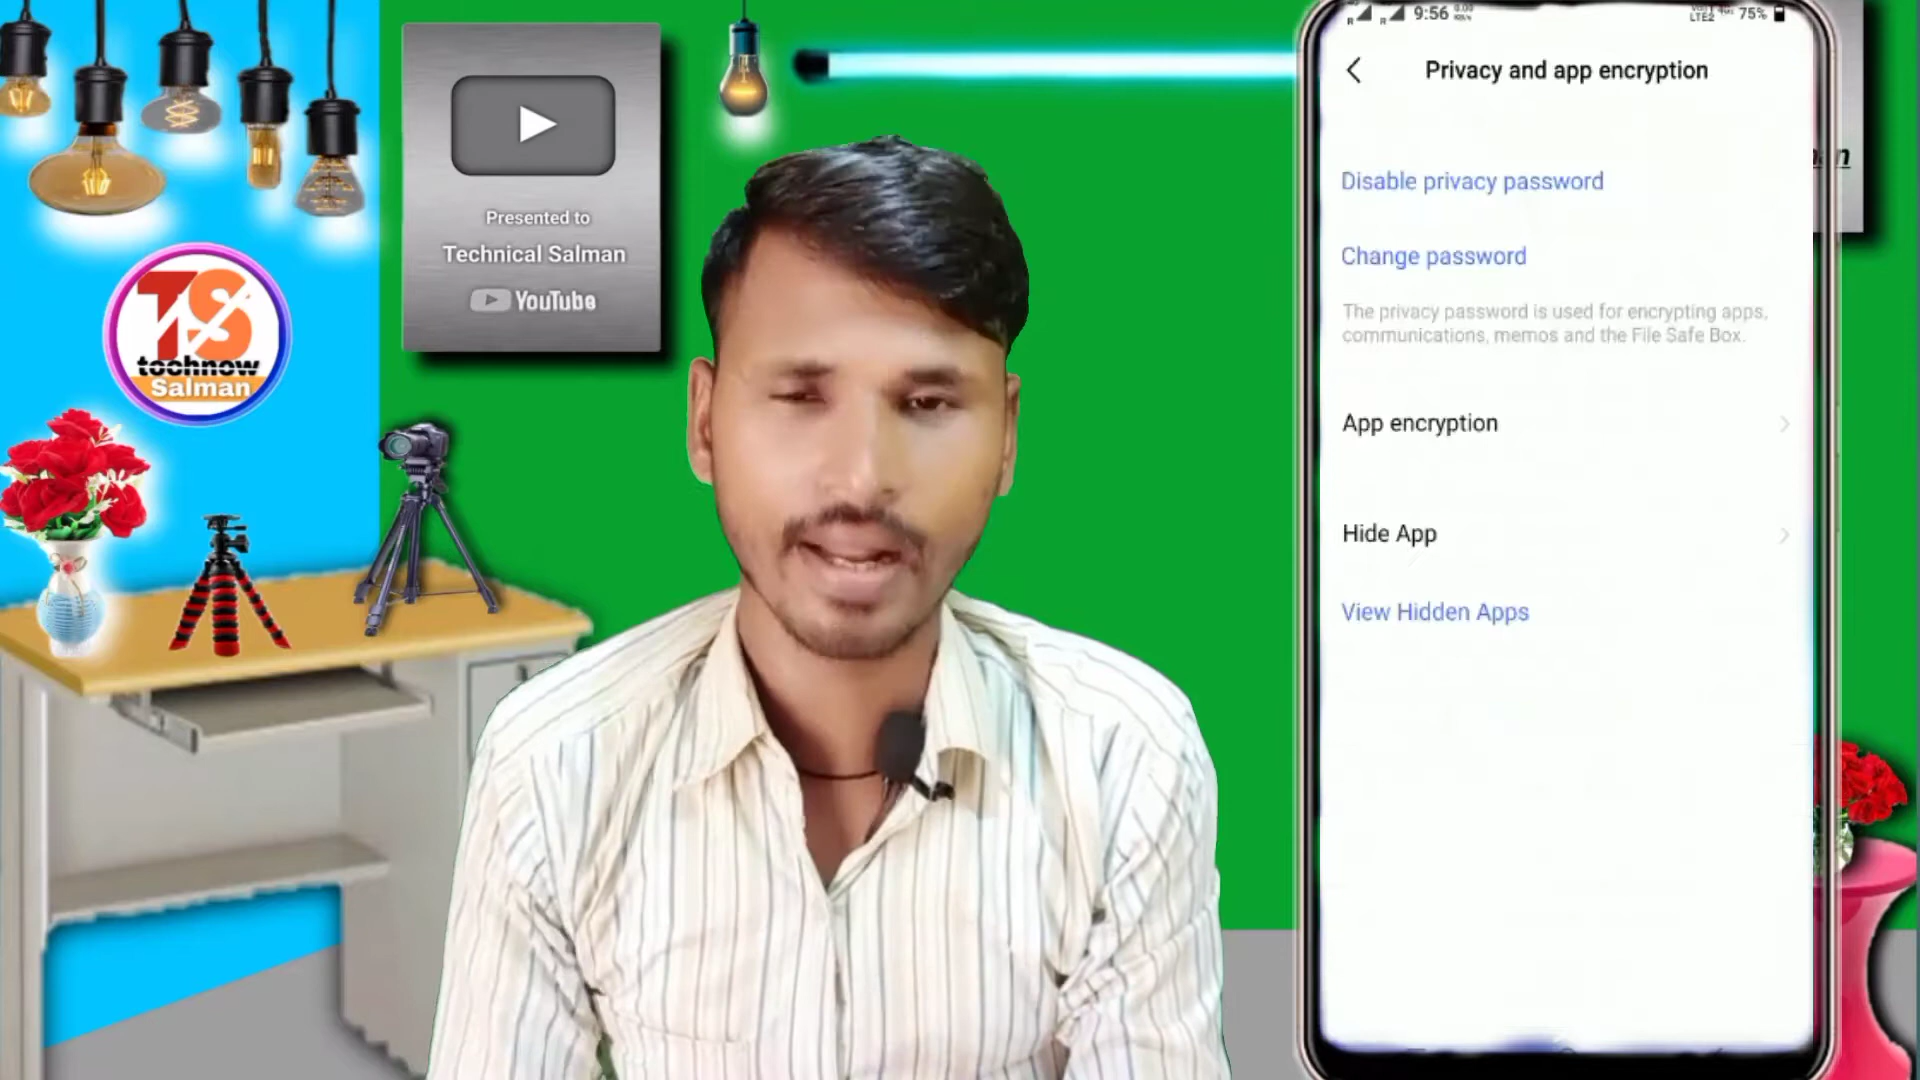 Presented to
Technical Salman
YouTube
TS
technow
Salman
9:56
75%
Privacy and app encryption
Disable privacy password
Change password
The privacy password is used for encrypting apps,
communications, memos and the File Safe Box.
App encryption
Hide App
View Hidden Apps